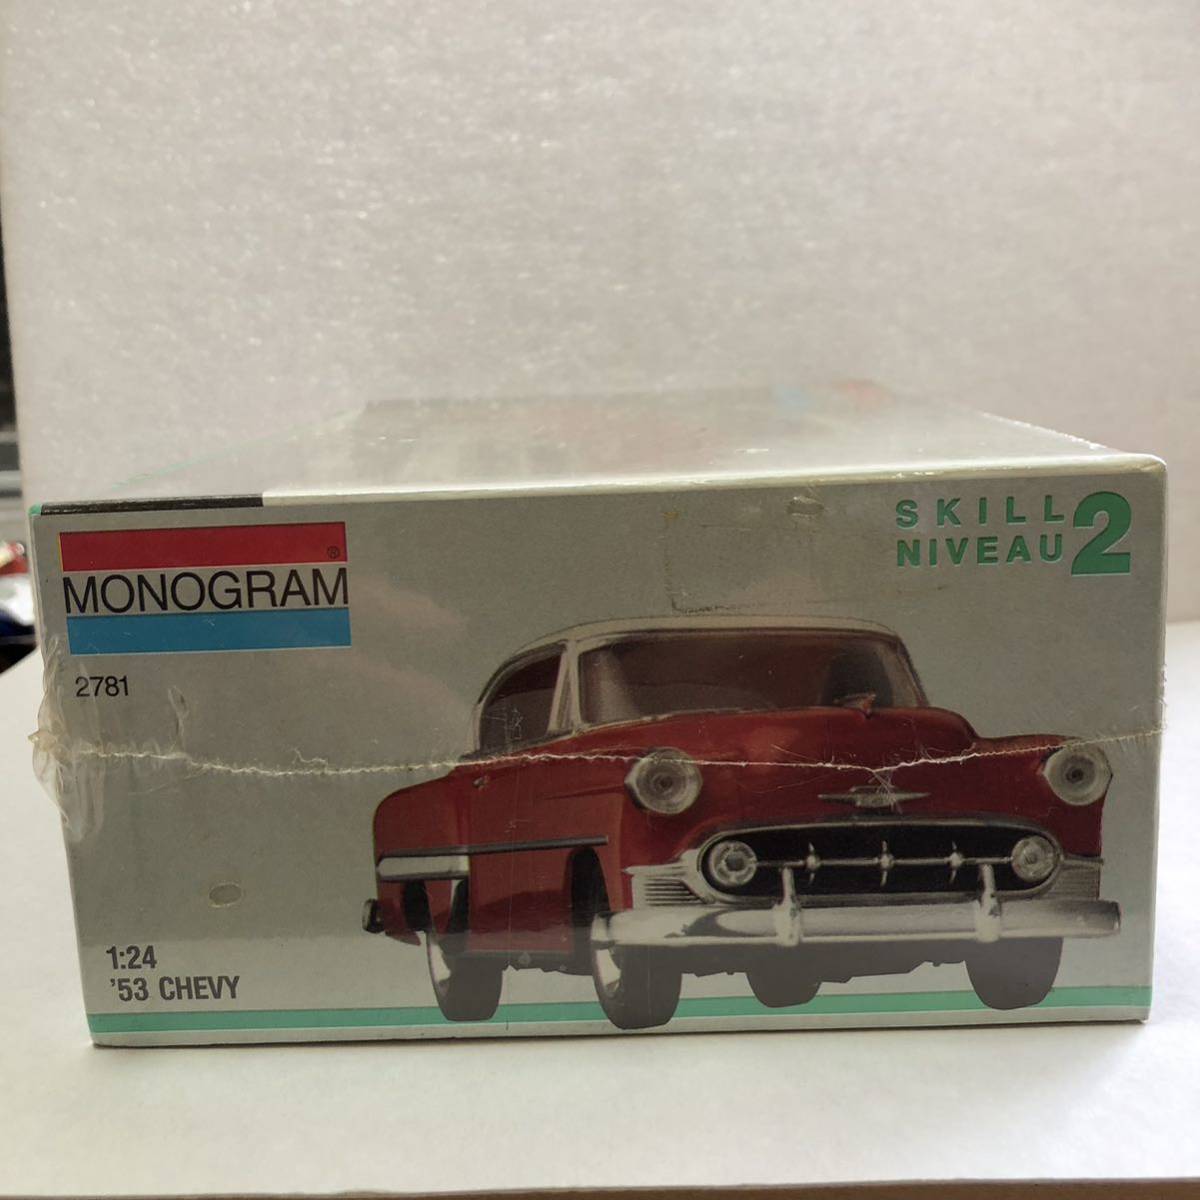 MONOGRAM®
2781
SKILL
NIVEAU 2
1:24
'53 CHEVY